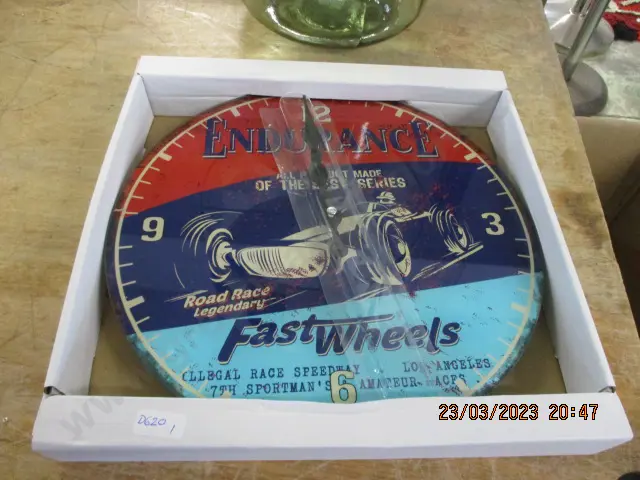 12
ENDURANCE
ALL MADE
OF THE BEST SERIES
9
3
Road Race
Legendary
FAST WHEELS
ILLEGAL RACE SPEEDWAY LOS ANGELES
7TH SPORTMAN'S AMATEUR RACES
6
D620
1
23/03/2023 20:47